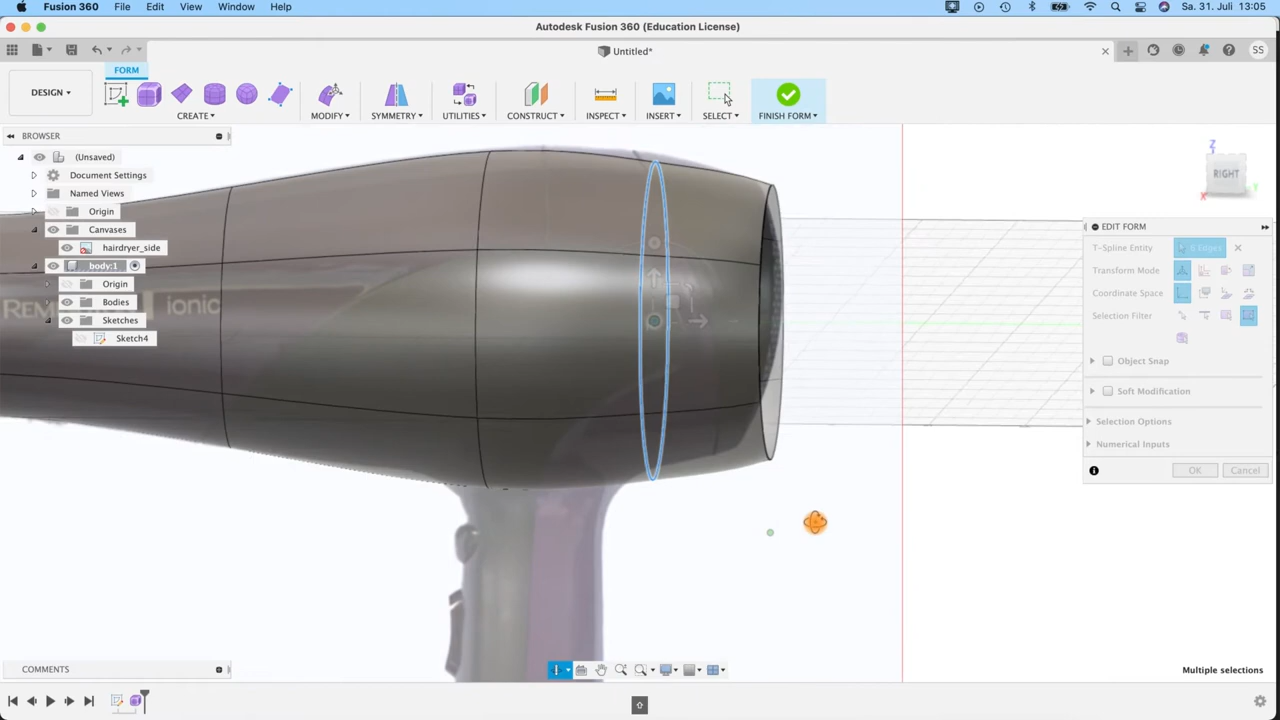 Fusion 360 File Edit View Window Help Sa. 31. Juli 13:05
Autodesk Fusion 360 (Education License)
Untitled* SS
DESIGN FORM
CREATE MODIFY SYMMETRY UTILITIES CONSTRUCT INSPECT INSERT SELECT FINISH FORM
BROWSER
(Unsaved)
Document Settings
Named Views
Origin
Canvases
hairdryer_side
body:1
Origin
Bodies
Sketches
Sketch4
ionic
Z
RIGHT
X Y
EDIT FORM
T-Spline Entity 6 Edges
Transform Mode
Coordinate Space
Selection Filter
Object Snap
Soft Modification
Selection Options
Numerical Inputs
OK Cancel
COMMENTS
Multiple selections